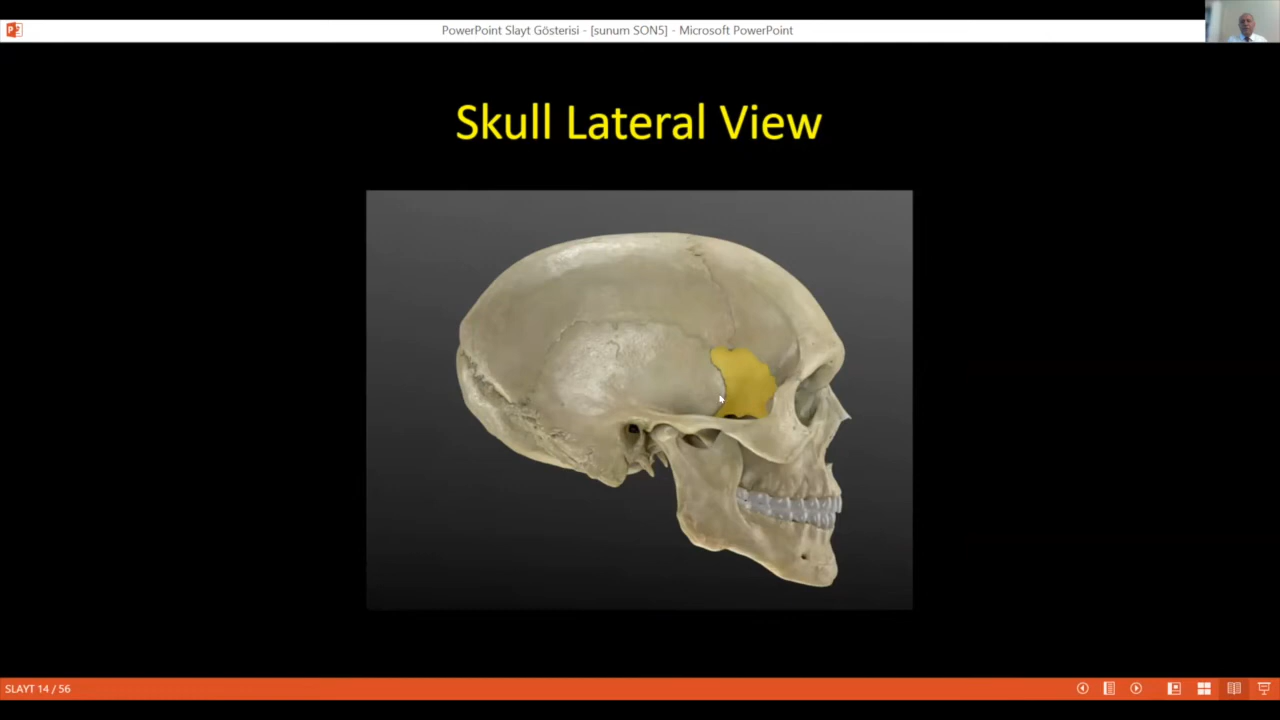 PowerPoint Slayt Gösterisi - [sunum SON5] - Microsoft PowerPoint
Skull Lateral View
SLAYT 14 / 56